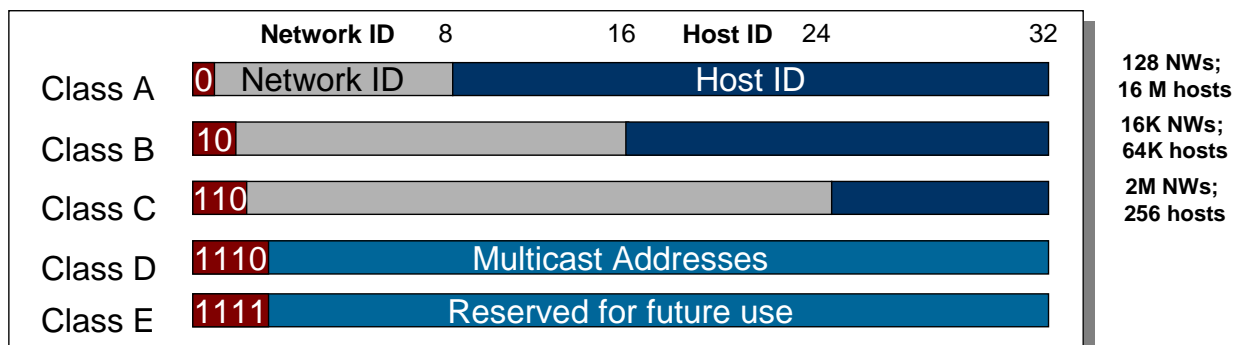 Network ID 8 16 Host ID 24 32
Class A 0 Network ID Host ID 128 NWs;
16 M hosts
Class B 10 16K NWs;
64K hosts
Class C 110 2M NWs;
256 hosts
Class D 1110 Multicast Addresses
Class E 1111 Reserved for future use